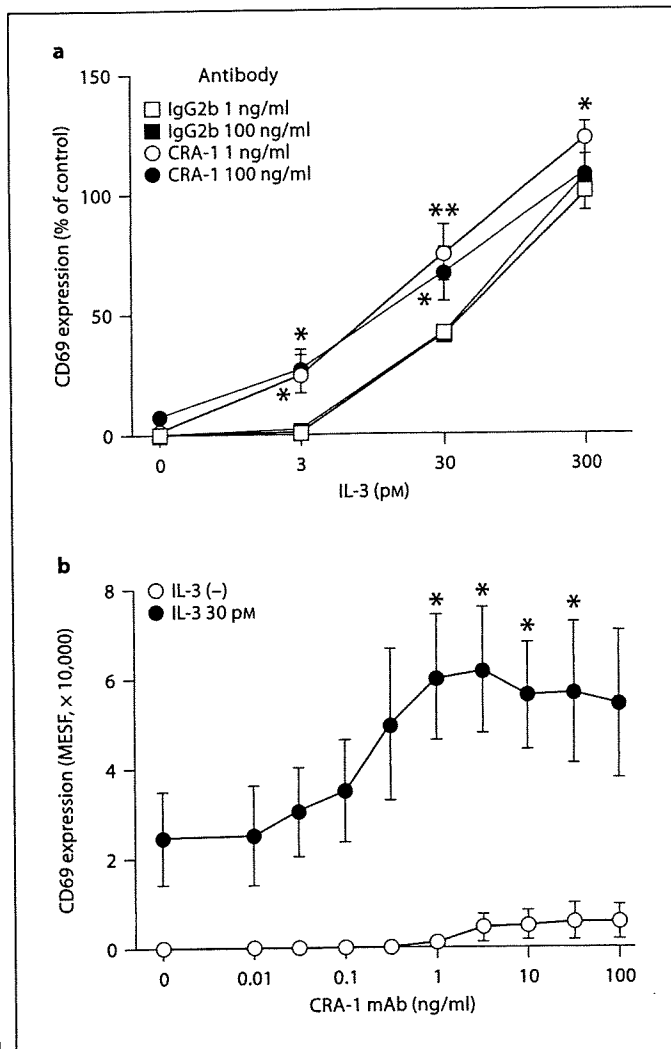 a
Antibody
IgG2b 1 ng/ml
IgG2b 100 ng/ml
CRA-1 1 ng/ml
CRA-1 100 ng/ml
CD69 expression (% of control)
150
100
50
0
* ** * * * *
0 3 30 300
IL-3 (pM)
b
IL-3 (–)
IL-3 30 pM
CD69 expression (MESF, × 10,000)
8
6
4
2
0
* * * *
0 0.01 0.1 1 10 100
CRA-1 mAb (ng/ml)